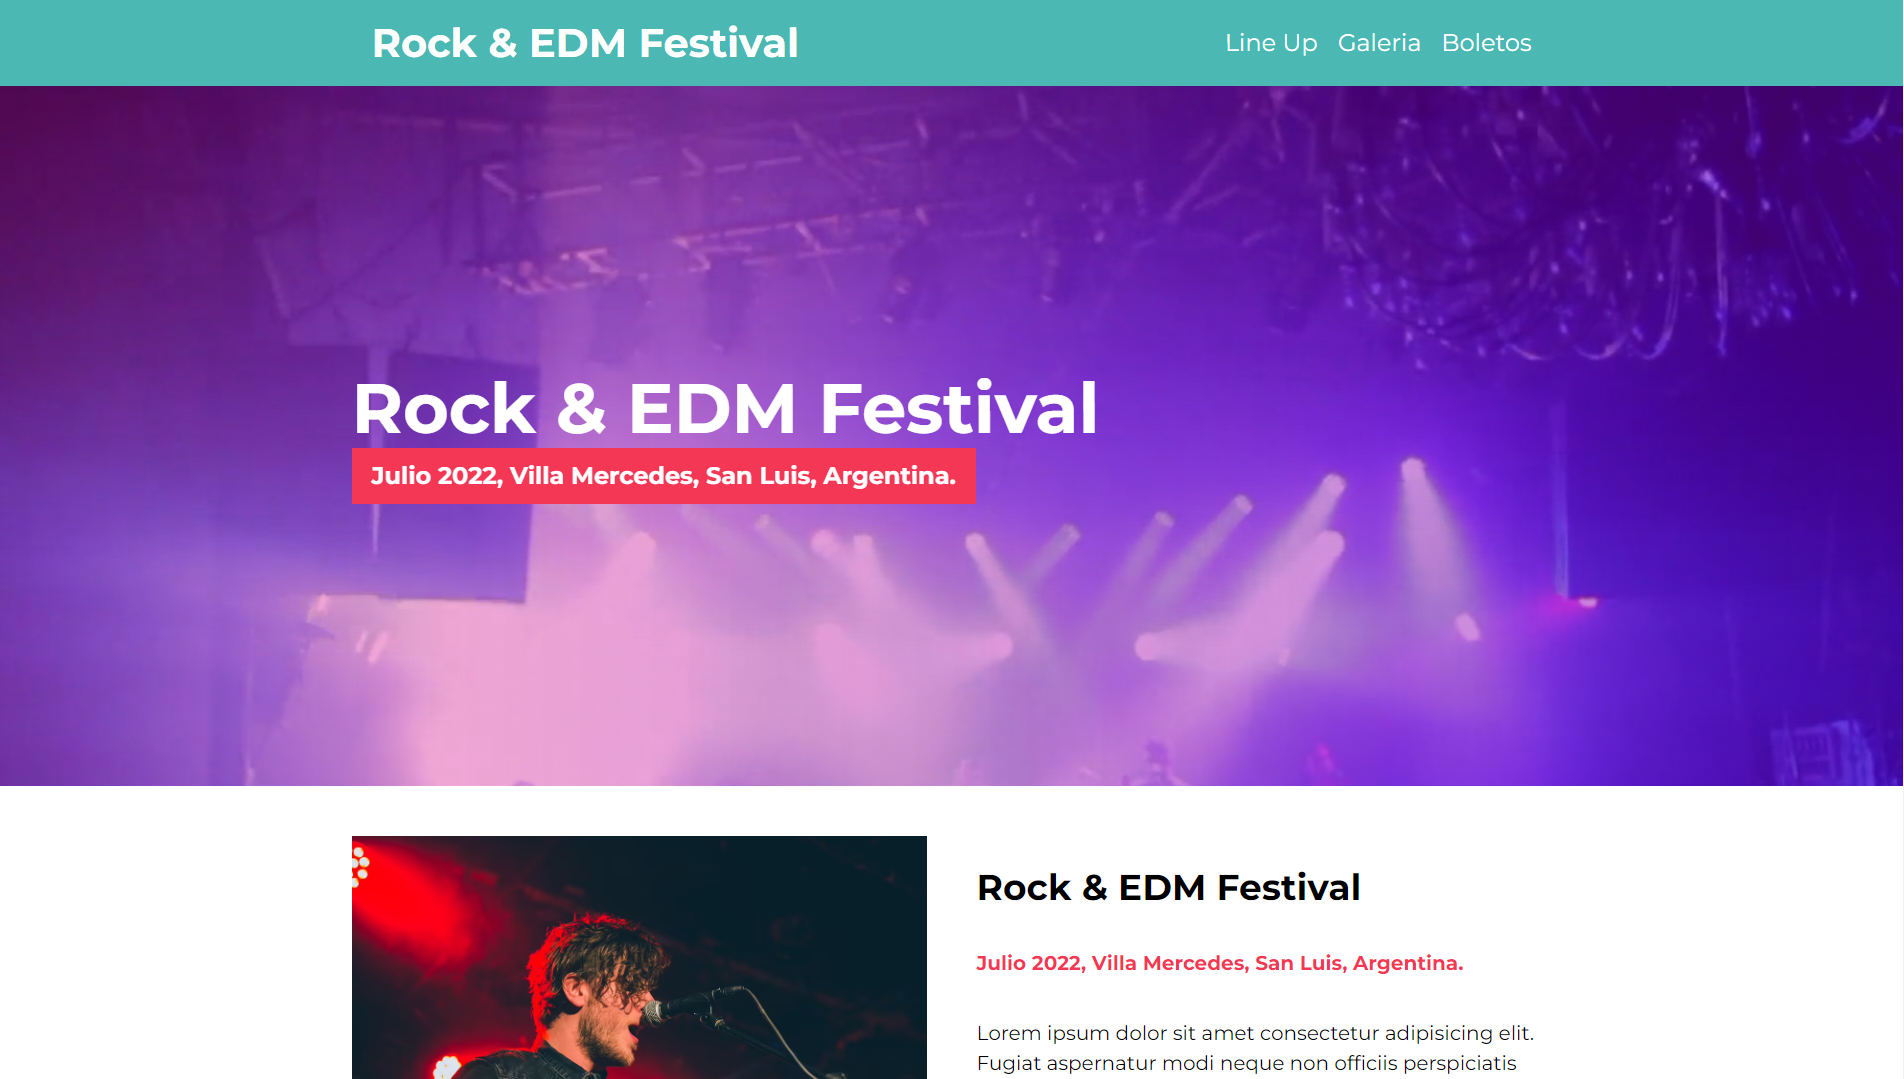 Rock & EDM Festival
Line Up Galeria Boletos
Rock & EDM Festival
Julio 2022, Villa Mercedes, San Luis, Argentina.
Rock & EDM Festival
Julio 2022, Villa Mercedes, San Luis, Argentina.
Lorem ipsum dolor sit amet consectetur adipisicing elit.
Fugiat aspernatur modi neque non officiis perspiciatis